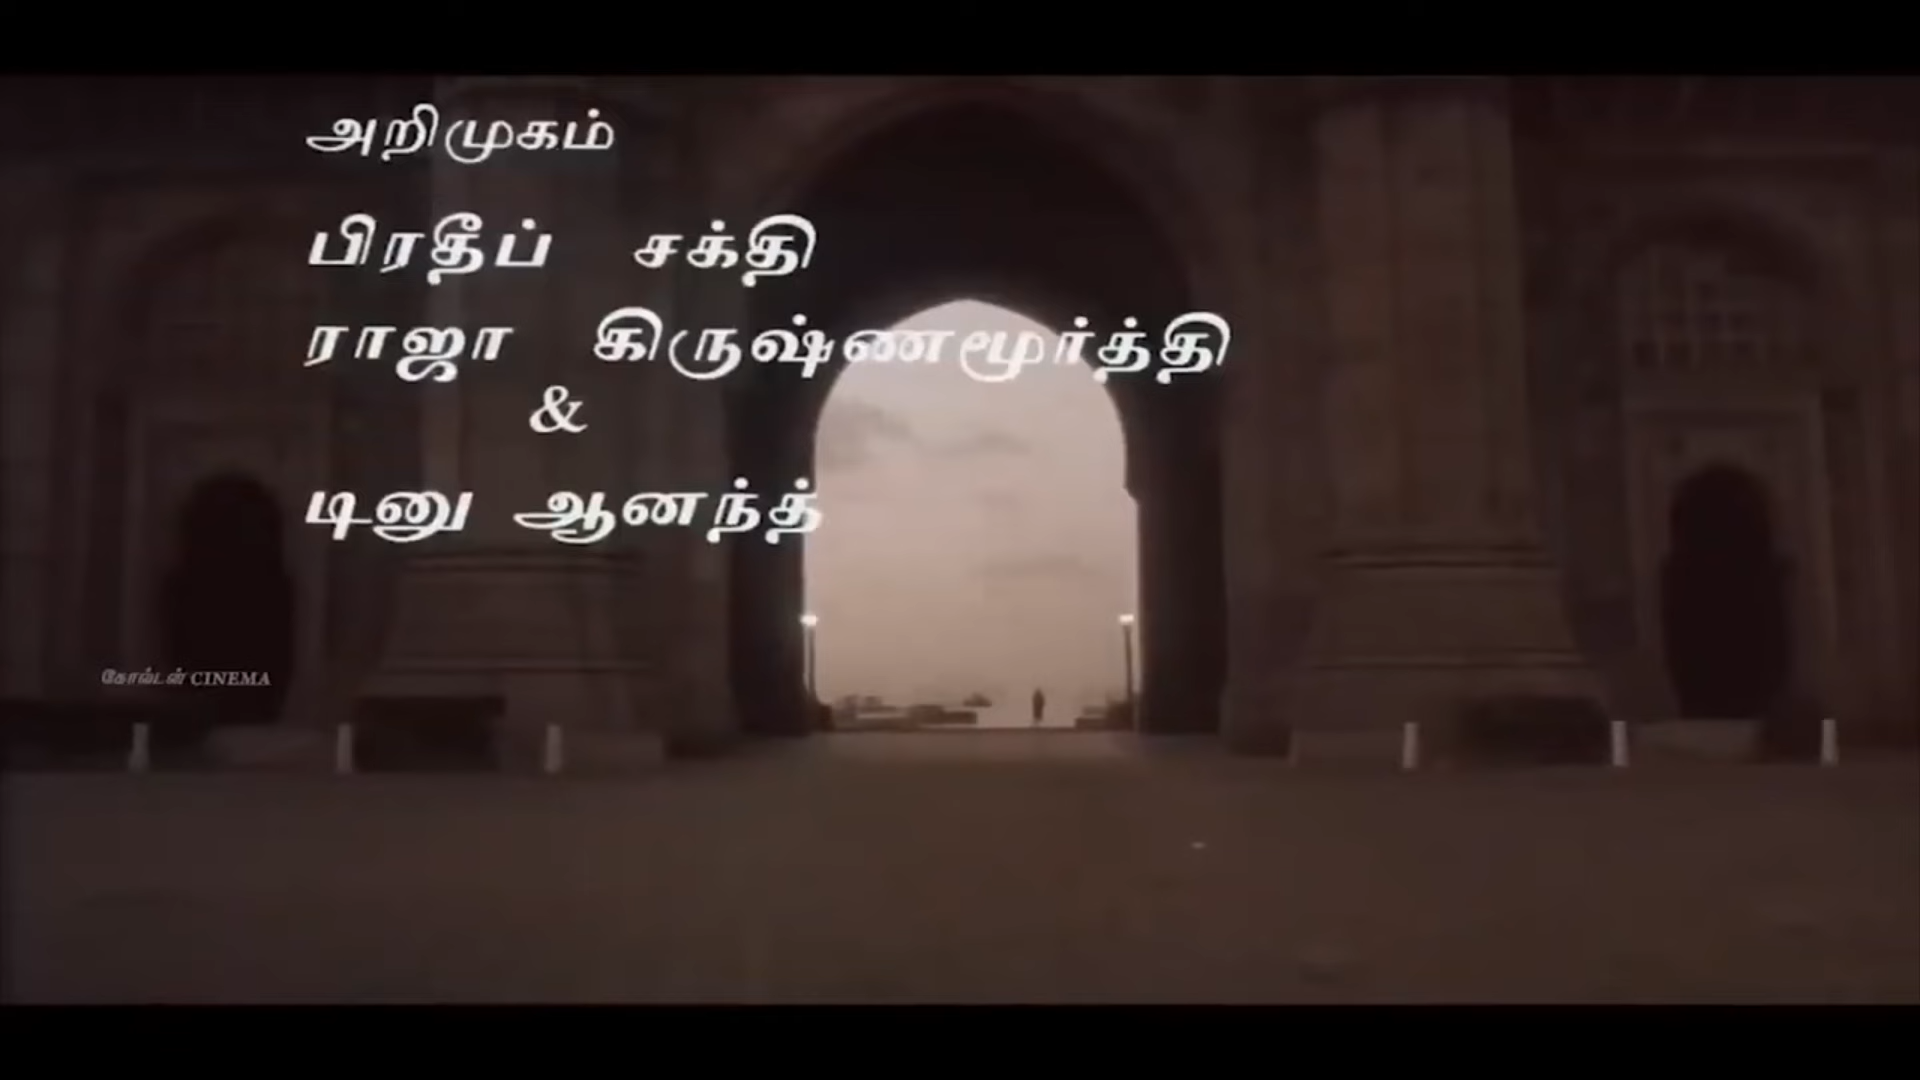 அறிமுகம்
பிரதீப் சக்தி
ராஜா கிருஷ்ணமூர்த்தி
&
டினு ஆனந்த்
கோல்டன் CINEMA